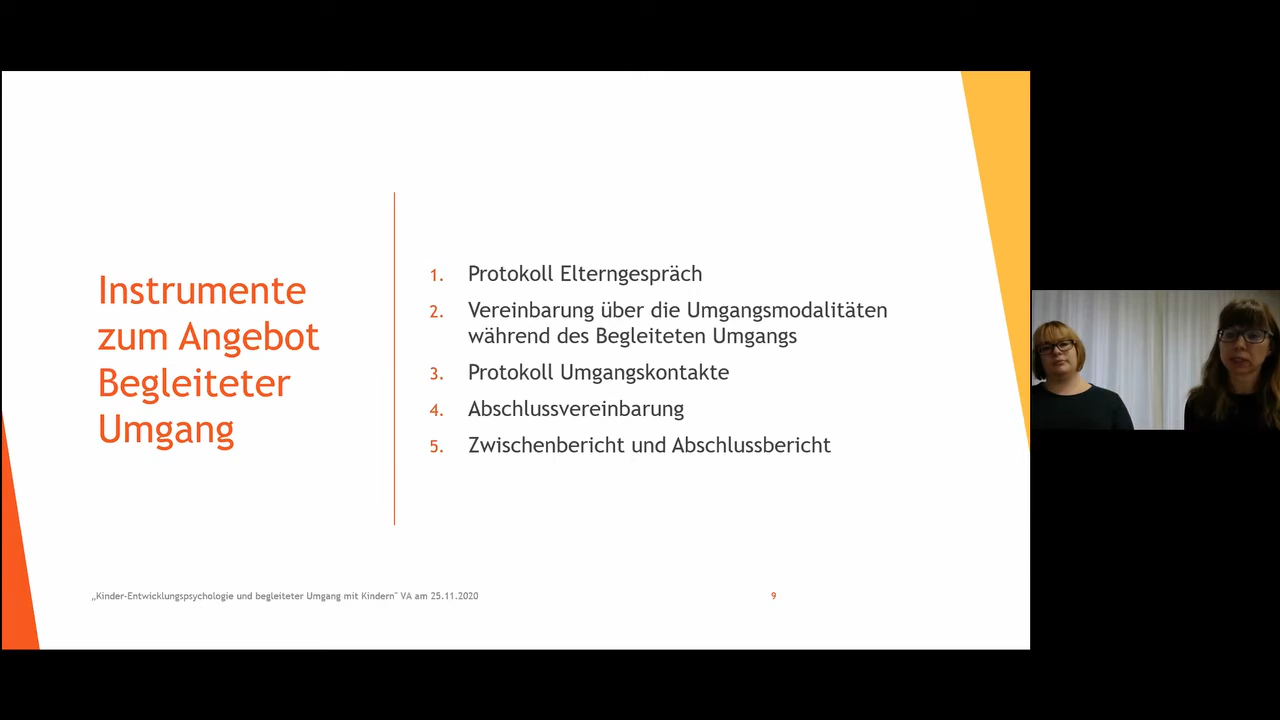 Instrumente
zum Angebot
Begleiteter
Umgang
1. Protokoll Elterngespräch
2. Vereinbarung über die Umgangsmodalitäten
während des Begleiteten Umgangs
3. Protokoll Umgangskontakte
4. Abschlussvereinbarung
5. Zwischenbericht und Abschlussbericht
„Kinder-Entwicklungspsychologie und begleiteter Umgang mit Kindern" VA am 25.11.2020
9